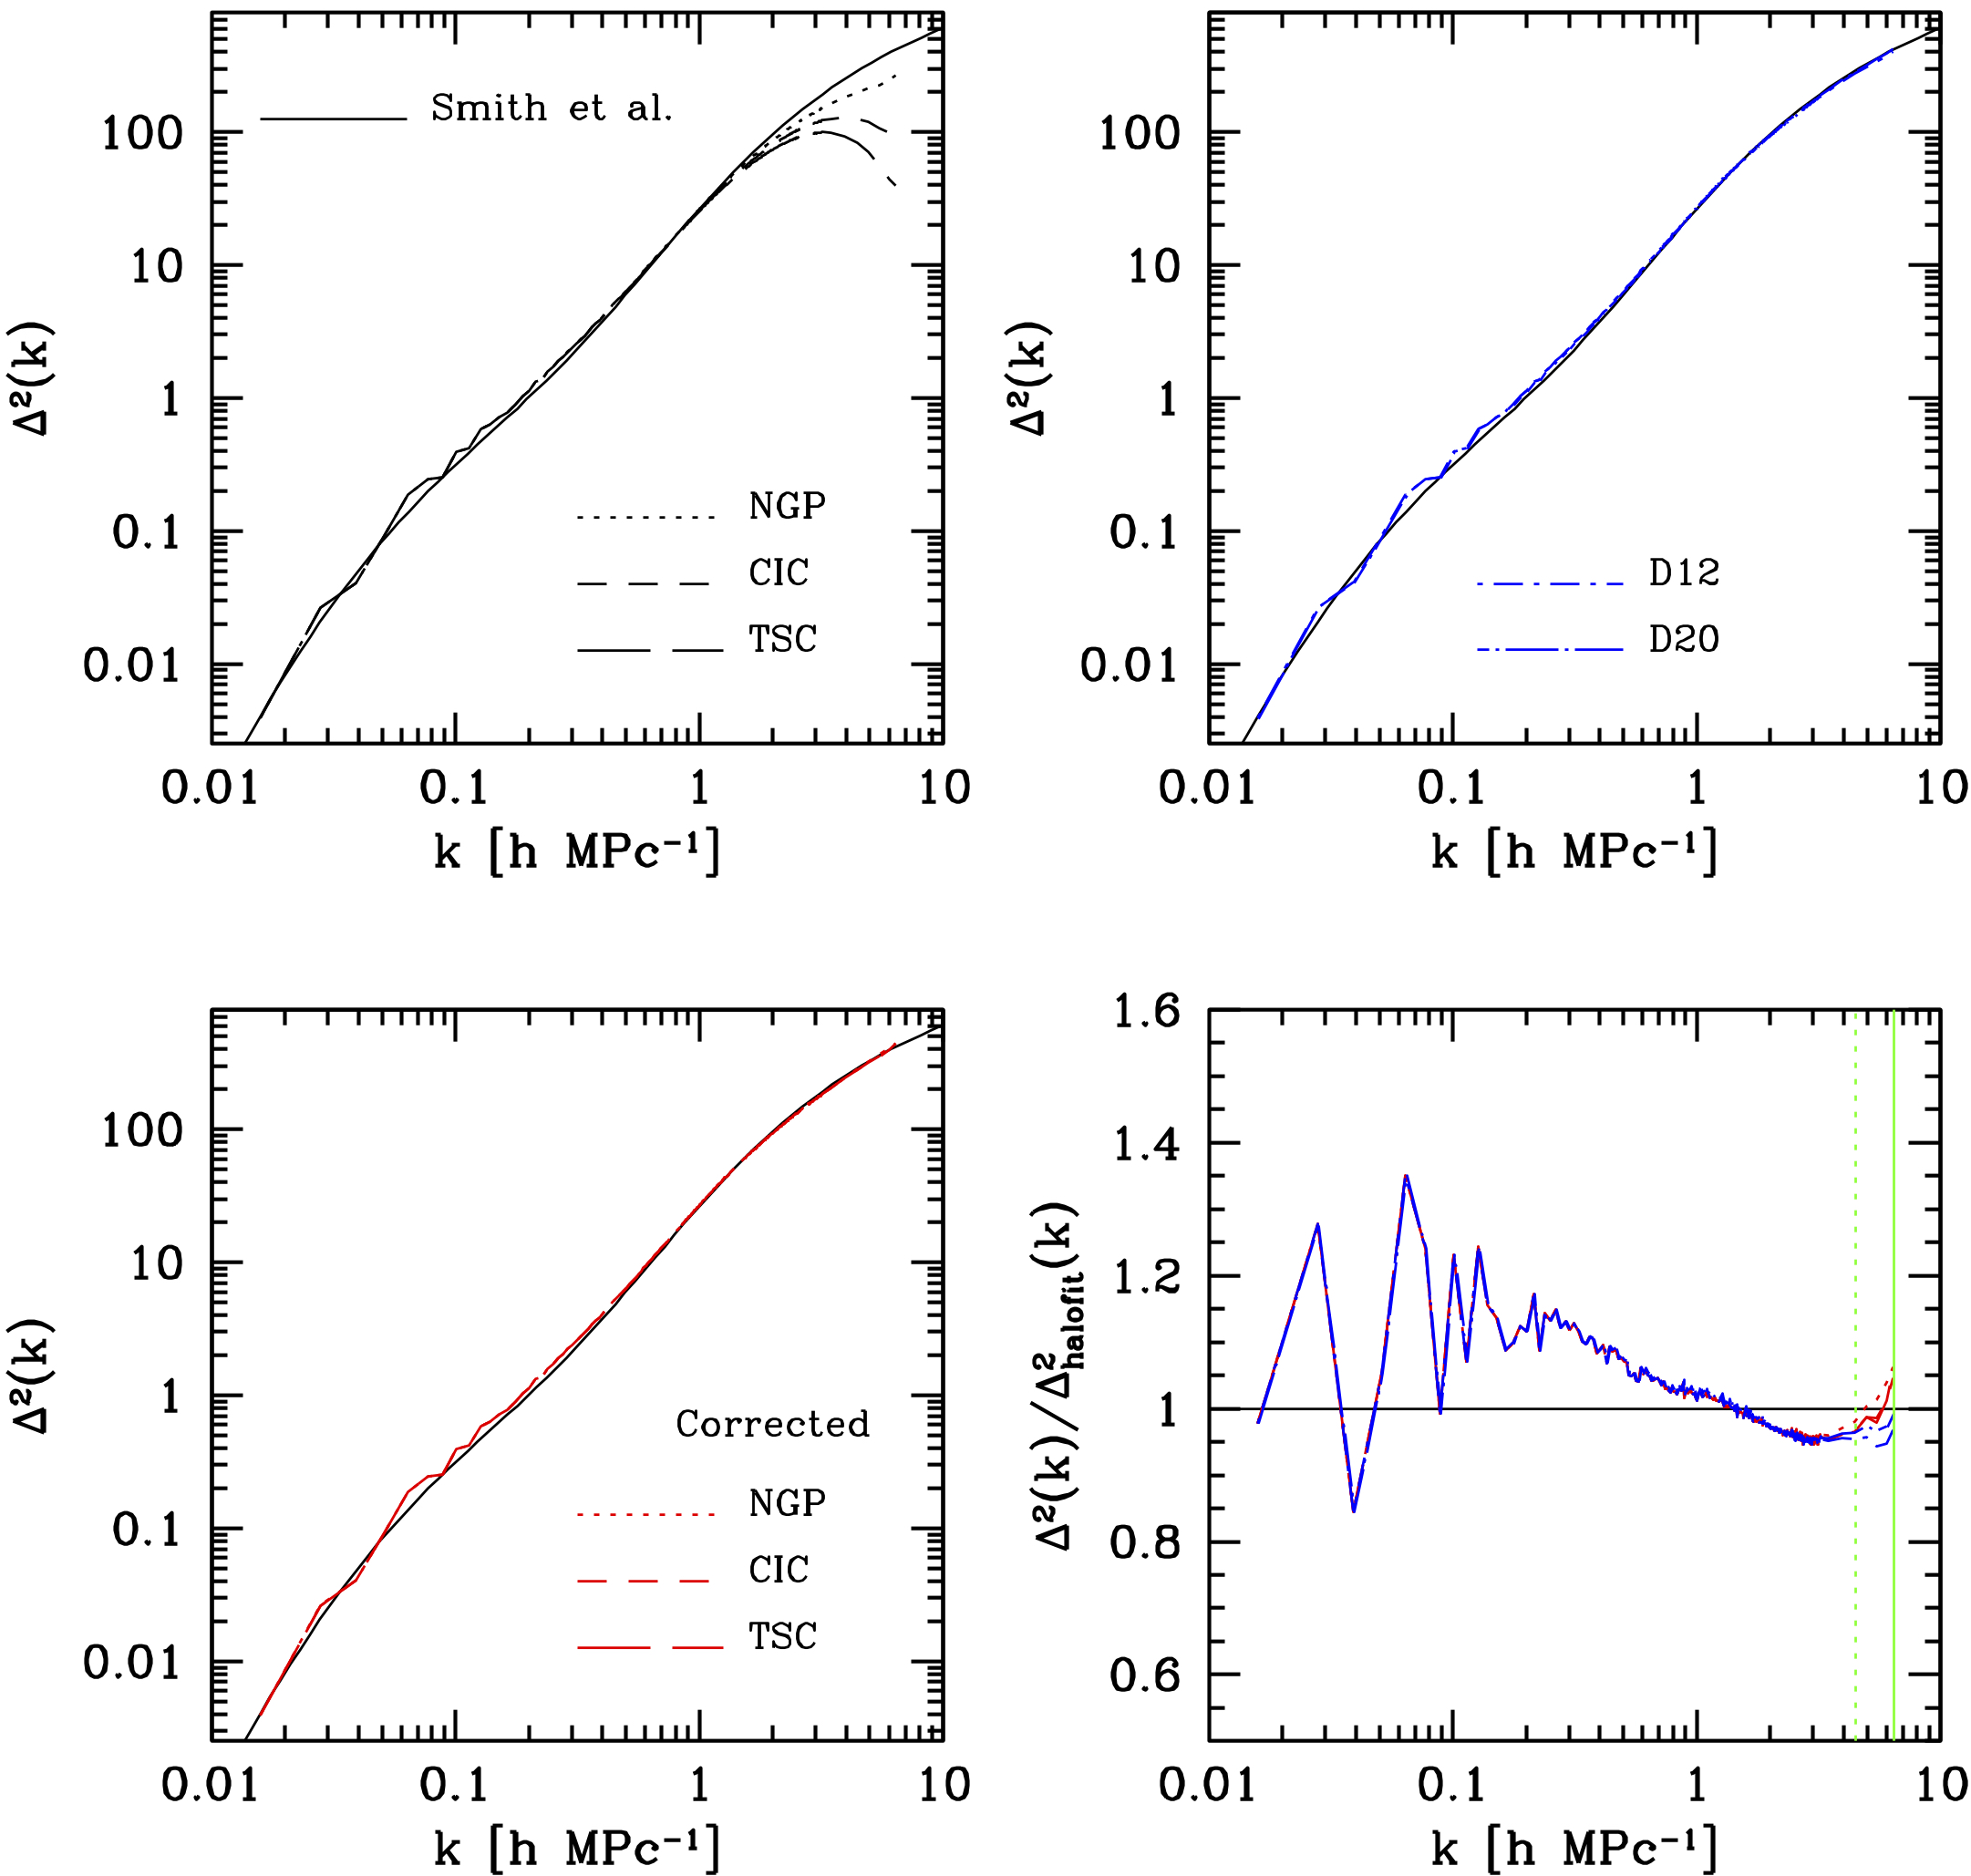 Smith et al.
NGP
CIC
TSC
100
10
1
0.1
0.01
Δ²(k)
0.01 0.1 1 10
k [h MPc⁻¹]
D12
D20
100
10
1
0.1
0.01
Δ²(k)
0.01 0.1 1 10
k [h MPc⁻¹]
Corrected
NGP
CIC
TSC
100
10
1
0.1
0.01
Δ²(k)
0.01 0.1 1 10
k [h MPc⁻¹]
1.6
1.4
1.2
1
0.8
0.6
Δ²(k)/Δ²halofit(k)
0.01 0.1 1 10
k [h MPc⁻¹]